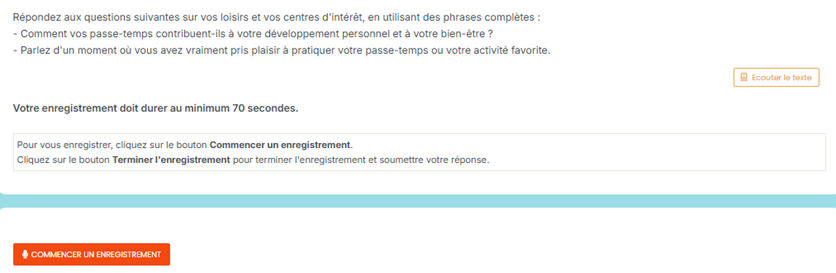 Répondez aux questions suivantes sur vos loisirs et vos centres d'intérêt, en utilisant des phrases complètes :
- Comment vos passe-temps contribuent-ils à votre développement personnel et à votre bien-être ?
- Parlez d'un moment où vous avez vraiment pris plaisir à pratiquer votre passe-temps ou votre activité favorite.
Ecouter le texte
Votre enregistrement doit durer au minimum 70 secondes.
Pour vous enregistrer, cliquez sur le bouton Commencer un enregistrement.
Cliquez sur le bouton Terminer l'enregistrement pour terminer l'enregistrement et soumettre votre réponse.
COMMENCER UN ENREGISTREMENT